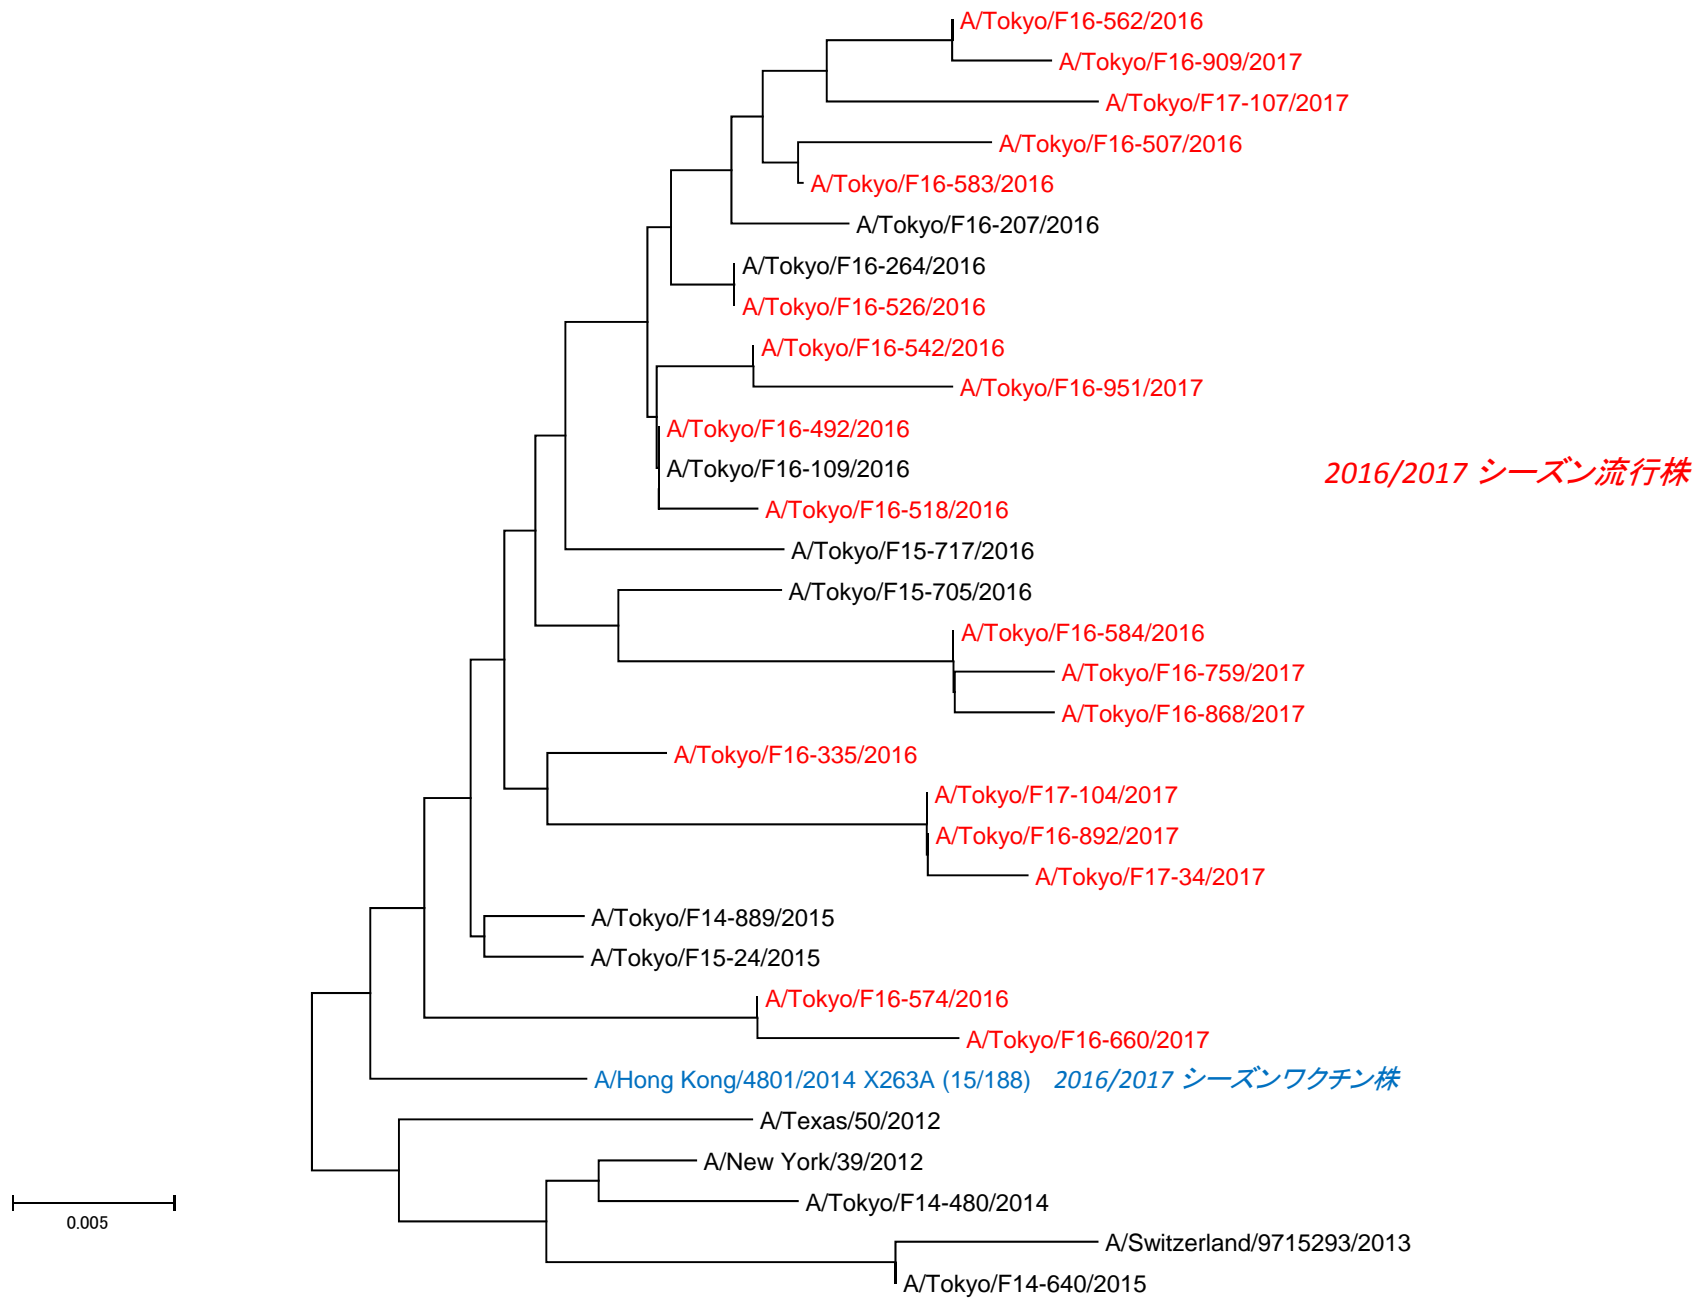 A/Tokyo/F16-562/2016
A/Tokyo/F16-909/2017
A/Tokyo/F17-107/2017
A/Tokyo/F16-507/2016
A/Tokyo/F16-583/2016
A/Tokyo/F16-207/2016
A/Tokyo/F16-264/2016
A/Tokyo/F16-526/2016
A/Tokyo/F16-542/2016
A/Tokyo/F16-951/2017
A/Tokyo/F16-492/2016
A/Tokyo/F16-109/2016
2016/2017 シーズン流行株
A/Tokyo/F16-518/2016
A/Tokyo/F15-717/2016
A/Tokyo/F15-705/2016
A/Tokyo/F16-584/2016
A/Tokyo/F16-759/2017
A/Tokyo/F16-868/2017
A/Tokyo/F16-335/2016
A/Tokyo/F17-104/2017
A/Tokyo/F16-892/2017
A/Tokyo/F17-34/2017
A/Tokyo/F14-889/2015
A/Tokyo/F15-24/2015
A/Tokyo/F16-574/2016
A/Tokyo/F16-660/2017
A/Hong Kong/4801/2014 X263A (15/188) 2016/2017 シーズンワクチン株
A/Texas/50/2012
A/New York/39/2012
A/Tokyo/F14-480/2014
0.005
A/Switzerland/9715293/2013
A/Tokyo/F14-640/2015